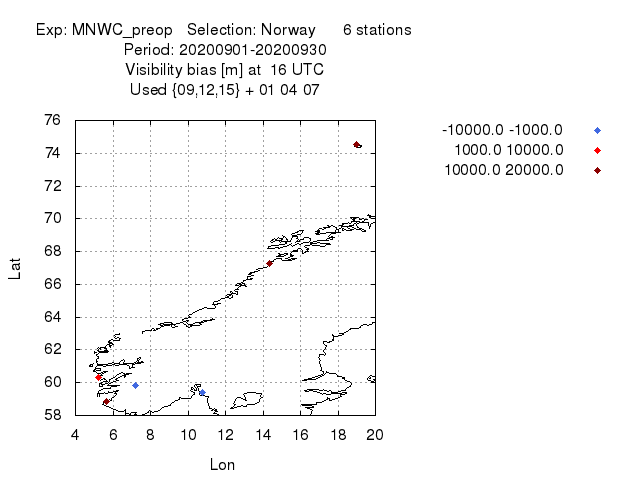 Exp: MNWC_preop   Selection: Norway      6 stations
Period: 20200901-20200930
Visibility bias [m] at  16 UTC
Used {09,12,15} + 01 04 07
-10000.0 -1000.0
1000.0 10000.0
10000.0 20000.0
76
74
72
70
68
66
64
62
60
58
Lat
4 6 8 10 12 14 16 18 20
Lon